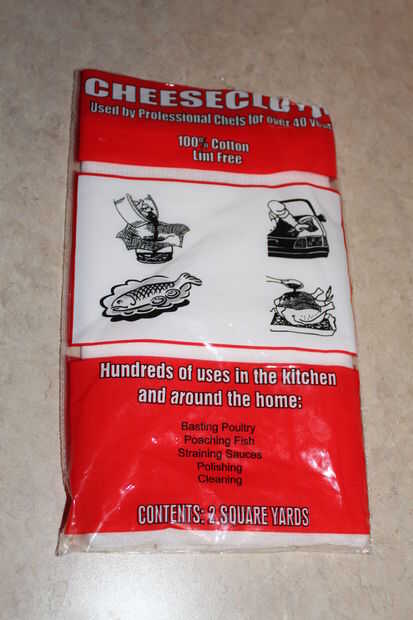 CHEESECLOTH
Used by Professional Chefs for over 40 Years
100% Cotton
Lint Free
Hundreds of uses in the kitchen
and around the home:
Basting Poultry
Poaching Fish
Straining Sauces
Polishing
Cleaning
CONTENTS: 2 SQUARE YARDS